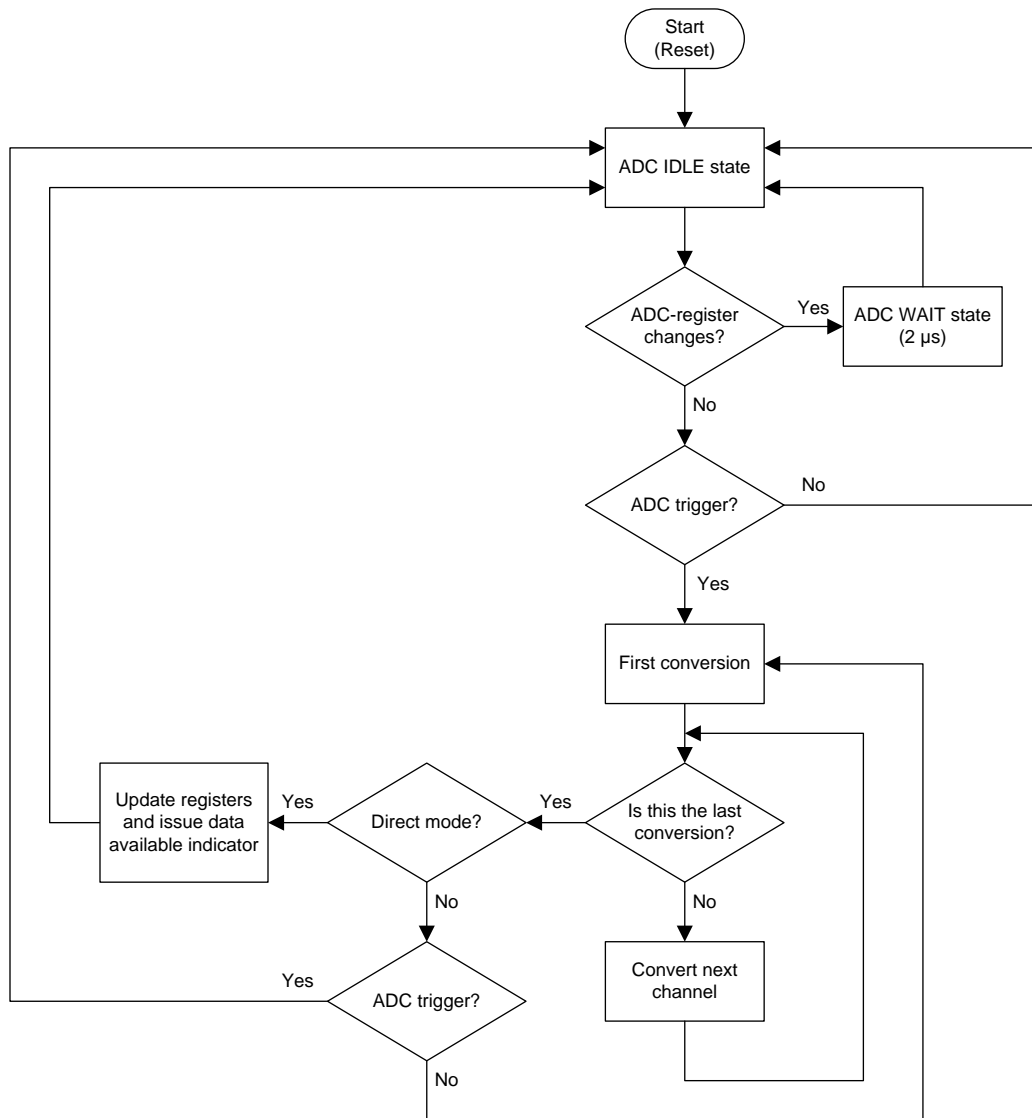 Start
(Reset)
ADC IDLE state
ADC-register
changes?
Yes
ADC WAIT state
(2 µs)
No
ADC trigger?
No
Yes
First conversion
Is this the last
conversion?
Yes
Direct mode?
Yes
Update registers
and issue data
available indicator
No
No
Convert next
channel
ADC trigger?
Yes
No